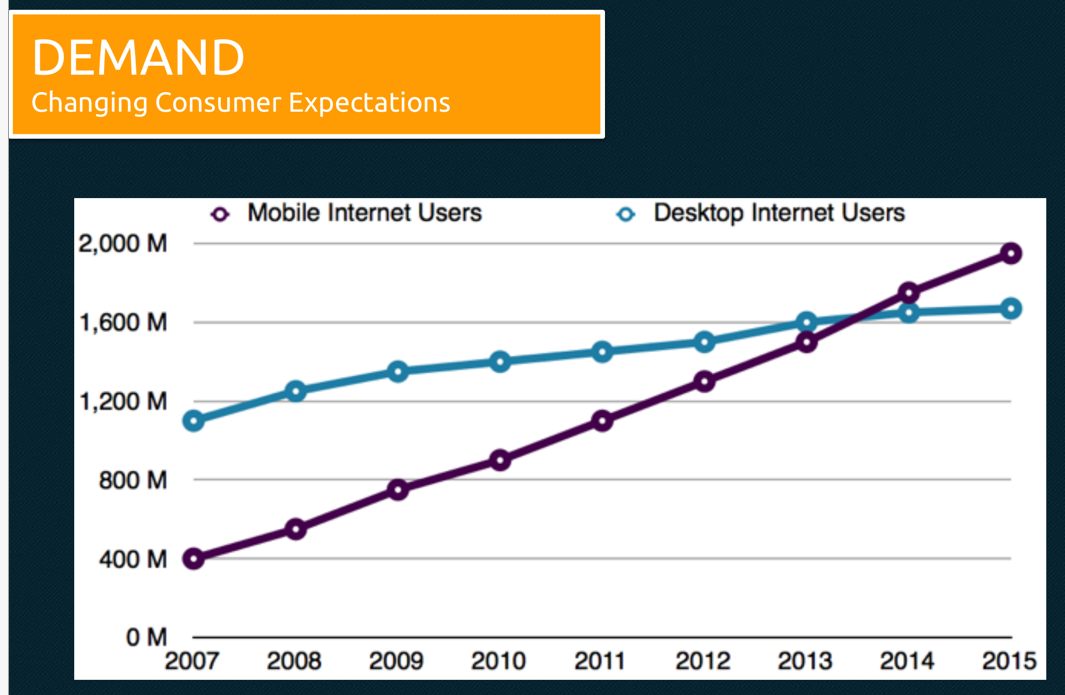 DEMAND
Changing Consumer Expectations
Mobile Internet Users Desktop Internet Users
2,000 M
1,600 M
1,200 M
800 M
400 M
0 M
2007 2008 2009 2010 2011 2012 2013 2014 2015